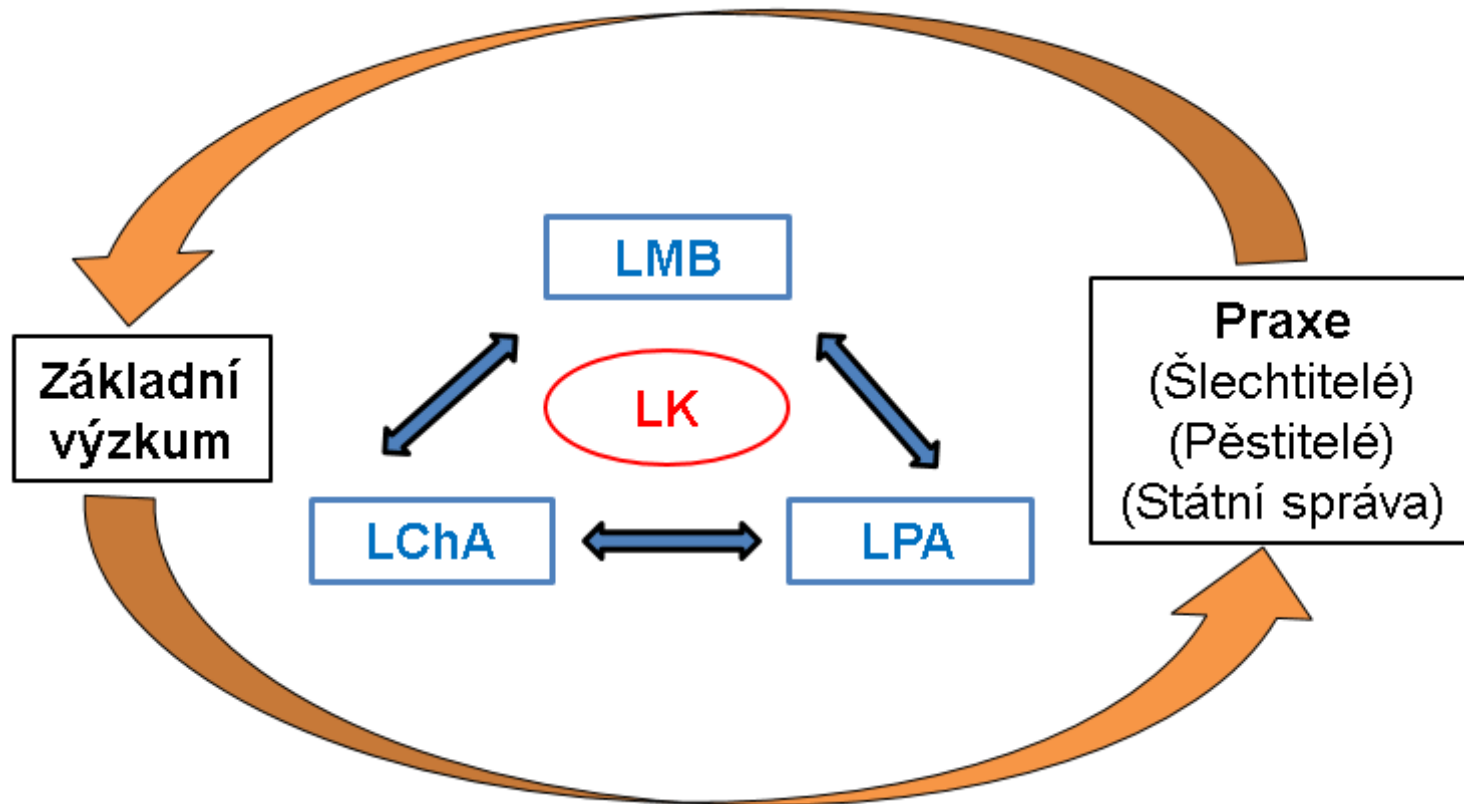 LMB
LK
LChA
LPA
Základní
výzkum
Praxe
(Šlechtitelé)
(Pěstitelé)
(Státní správa)